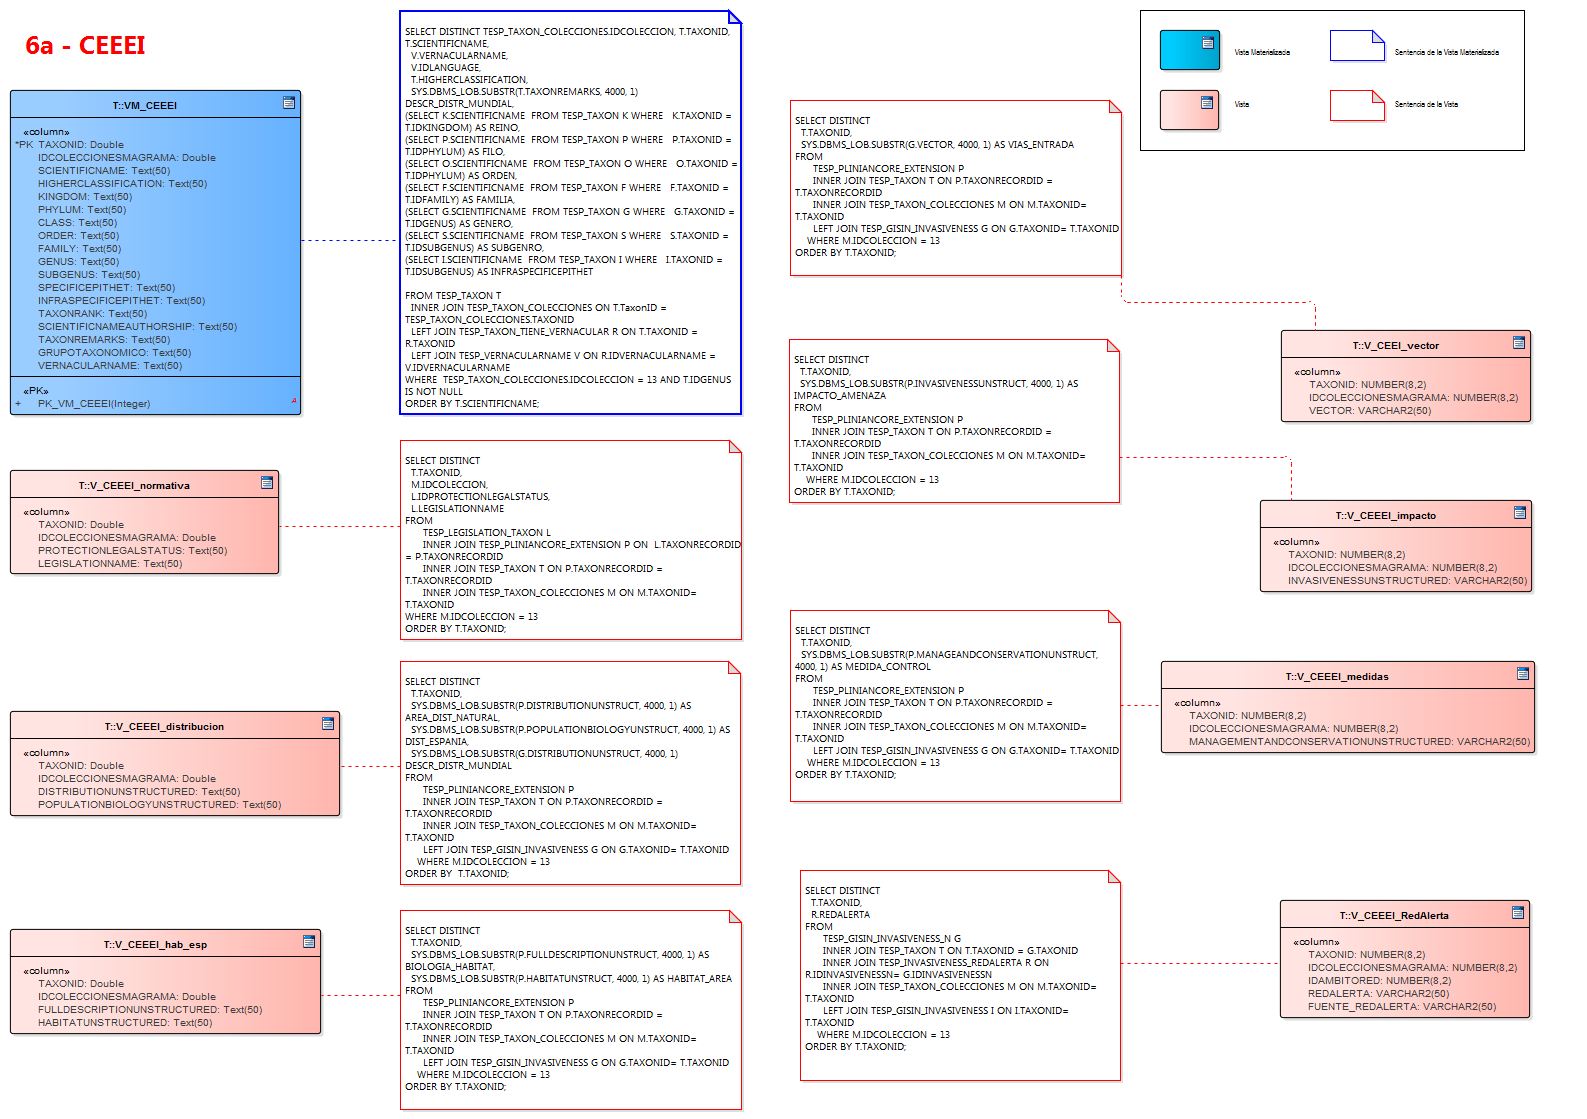 6a - CEEEI
T::VM_CEEEI
«column»
*PK TAXONID: Double
IDCOLECCIONESMAGRAMA: Double
SCIENTIFICNAME: Text(50)
HIGHERCLASSIFICATION: Text(50)
KINGDOM: Text(50)
PHYLUM: Text(50)
CLASS: Text(50)
ORDER: Text(50)
FAMILY: Text(50)
GENUS: Text(50)
SUBGENUS: Text(50)
SPECIFICEPITHET: Text(50)
INFRASPECIFICEPITHET: Text(50)
TAXONRANK: Text(50)
SCIENTIFICNAMEAUTHORSHIP: Text(50)
TAXONREMARKS: Text(50)
GRUPOTAXONOMICO: Text(50)
VERNACULARNAME: Text(50)
«PK»
+ PK_VM_CEEEI(Integer)
A
SELECT DISTINCT TESP_TAXON_COLECCIONES.IDCOLECCION, T.TAXONID,
T.SCIENTIFICNAME,
V.VERNACULARNAME,
V.IDLANGUAGE,
T.HIGHERCLASSIFICATION,
SYS.DBMS_LOB.SUBSTR(T.TAXONREMARKS, 4000, 1)
DESCR_DISTR_MUNDIAL,
(SELECT K.SCIENTIFICNAME FROM TESP_TAXON K WHERE K.TAXONID =
T.IDKINGDOM) AS REINO,
(SELECT P.SCIENTIFICNAME FROM TESP_TAXON P WHERE P.TAXONID =
T.IDPHYLUM) AS FILO,
(SELECT O.SCIENTIFICNAME FROM TESP_TAXON O WHERE O.TAXONID =
T.IDPHYLUM) AS ORDEN,
(SELECT F.SCIENTIFICNAME FROM TESP_TAXON F WHERE F.TAXONID =
T.IDFAMILY) AS FAMILIA,
(SELECT G.SCIENTIFICNAME FROM TESP_TAXON G WHERE G.TAXONID =
T.IDGENUS) AS GENERO,
(SELECT S.SCIENTIFICNAME FROM TESP_TAXON S WHERE S.TAXONID =
T.IDSUBGENUS) AS SUBGENRO,
(SELECT I.SCIENTIFICNAME FROM TESP_TAXON I WHERE I.TAXONID =
T.IDSUBGENUS) AS INFRASPECIFICEPITHET
FROM TESP_TAXON T
INNER JOIN TESP_TAXON_COLECCIONES ON T.TaxonID =
TESP_TAXON_COLECCIONES.TAXONID
LEFT JOIN TESP_TAXON_TIENE_VERNACULAR R ON T.TAXONID =
R.TAXONID
LEFT JOIN TESP_VERNACULARNAME V ON R.IDVERNACULARNAME =
V.IDVERNACULARNAME
WHERE TESP_TAXON_COLECCIONES.IDCOLECCION = 13 AND T.IDGENUS
IS NOT NULL
ORDER BY T.SCIENTIFICNAME;
Vista Materializada
Sentencia de la Vista Materializada
Vista
Sentencia de la Vista
SELECT DISTINCT
T.TAXONID,
SYS.DBMS_LOB.SUBSTR(G.VECTOR, 4000, 1) AS VIAS_ENTRADA
FROM
TESP_PLINIANCORE_EXTENSION P
INNER JOIN TESP_TAXON T ON P.TAXONRECORDID =
T.TAXONRECORDID
INNER JOIN TESP_TAXON_COLECCIONES M ON M.TAXONID=
T.TAXONID
LEFT JOIN TESP_GISIN_INVASIVENESS G ON G.TAXONID= T.TAXONID
WHERE M.IDCOLECCION = 13
ORDER BY T.TAXONID;
T::V_CEEI_vector
«column»
TAXONID: NUMBER(8,2)
IDCOLECCIONESMAGRAMA: NUMBER(8,2)
VECTOR: VARCHAR2(50)
SELECT DISTINCT
T.TAXONID,
SYS.DBMS_LOB.SUBSTR(P.INVASIVENESSUNSTRUCT, 4000, 1) AS
IMPACTO_AMENAZA
FROM
TESP_PLINIANCORE_EXTENSION P
INNER JOIN TESP_TAXON T ON P.TAXONRECORDID =
T.TAXONRECORDID
INNER JOIN TESP_TAXON_COLECCIONES M ON M.TAXONID=
T.TAXONID
WHERE M.IDCOLECCION = 13
ORDER BY T.TAXONID;
T::V_CEEEI_impacto
«column»
TAXONID: NUMBER(8,2)
IDCOLECCIONESMAGRAMA: NUMBER(8,2)
INVASIVENESSUNSTRUCTURED: VARCHAR2(50)
T::V_CEEEI_normativa
«column»
TAXONID: Double
IDCOLECCIONESMAGRAMA: Double
PROTECTIONLEGALSTATUS: Text(50)
LEGISLATIONNAME: Text(50)
SELECT DISTINCT
T.TAXONID,
M.IDCOLECCION,
L.IDPROTECTIONLEGALSTATUS,
L.LEGISLATIONNAME
FROM
TESP_LEGISLATION_TAXON L
INNER JOIN TESP_PLINIANCORE_EXTENSION P ON L.TAXONRECORDID
= P.TAXONRECORDID
INNER JOIN TESP_TAXON T ON P.TAXONRECORDID =
T.TAXONRECORDID
INNER JOIN TESP_TAXON_COLECCIONES M ON M.TAXONID=
T.TAXONID
WHERE M.IDCOLECCION = 13
ORDER BY T.TAXONID;
SELECT DISTINCT
T.TAXONID,
SYS.DBMS_LOB.SUBSTR(P.MANAGEANDCONSERVATIONUNSTRUCT,
4000, 1) AS MEDIDA_CONTROL
FROM
TESP_PLINIANCORE_EXTENSION P
INNER JOIN TESP_TAXON T ON P.TAXONRECORDID =
T.TAXONRECORDID
INNER JOIN TESP_TAXON_COLECCIONES M ON M.TAXONID=
T.TAXONID
LEFT JOIN TESP_GISIN_INVASIVENESS G ON G.TAXONID= T.TAXONID
WHERE M.IDCOLECCION = 13
ORDER BY T.TAXONID;
T::V_CEEEI_medidas
«column»
TAXONID: NUMBER(8,2)
IDCOLECCIONESMAGRAMA: NUMBER(8,2)
MANAGEMENTANDCONSERVATIONUNSTRUCTURED: VARCHAR2(50)
T::V_CEEEI_distribucion
«column»
TAXONID: Double
IDCOLECCIONESMAGRAMA: Double
DISTRIBUTIONUNSTRUCTURED: Text(50)
POPULATIONBIOLOGYUNSTRUCTURED: Text(50)
SELECT DISTINCT
T.TAXONID,
SYS.DBMS_LOB.SUBSTR(P.DISTRIBUTIONUNSTRUCT, 4000, 1) AS
AREA_DIST_NATURAL,
SYS.DBMS_LOB.SUBSTR(P.POPULATIONBIOLOGYUNSTRUCT, 4000, 1) AS
DIST_ESPANIA,
SYS.DBMS_LOB.SUBSTR(G.DISTRIBUTIONUNSTRUCT, 4000, 1)
DESCR_DISTR_MUNDIAL
FROM
TESP_PLINIANCORE_EXTENSION P
INNER JOIN TESP_TAXON T ON P.TAXONRECORDID =
T.TAXONRECORDID
INNER JOIN TESP_TAXON_COLECCIONES M ON M.TAXONID=
T.TAXONID
LEFT JOIN TESP_GISIN_INVASIVENESS G ON G.TAXONID= T.TAXONID
WHERE M.IDCOLECCION = 13
ORDER BY T.TAXONID;
SELECT DISTINCT
T.TAXONID,
R.REDALERTA
FROM
TESP_GISIN_INVASIVENESS_N G
INNER JOIN TESP_TAXON T ON T.TAXONID = G.TAXONID
INNER JOIN TESP_INVASIVENESS_REDALERTA R ON
R.IDINVASIVENESSN= G.IDINVASIVENESSN
INNER JOIN TESP_TAXON_COLECCIONES M ON M.TAXONID=
T.TAXONID
LEFT JOIN TESP_GISIN_INVASIVENESS I ON I.TAXONID=
T.TAXONID
WHERE M.IDCOLECCION = 13
ORDER BY T.TAXONID;
T::V_CEEEI_RedAlerta
«column»
TAXONID: NUMBER(8,2)
IDCOLECCIONESMAGRAMA: NUMBER(8,2)
IDAMBITORED: NUMBER(8,2)
REDALERTA: VARCHAR2(50)
FUENTE_REDALERTA: VARCHAR2(50)
T::V_CEEEI_hab_esp
«column»
TAXONID: Double
IDCOLECCIONESMAGRAMA: Double
FULLDESCRIPTIONUNSTRUCTURED: Text(50)
HABITATUNSTRUCTURED: Text(50)
SELECT DISTINCT
T.TAXONID,
SYS.DBMS_LOB.SUBSTR(P.FULLDESCRIPTIONUNSTRUCT, 4000, 1) AS
BIOLOGIA_HABITAT,
SYS.DBMS_LOB.SUBSTR(P.HABITATUNSTRUCT, 4000, 1) AS HABITAT_AREA
FROM
TESP_PLINIANCORE_EXTENSION P
INNER JOIN TESP_TAXON T ON P.TAXONRECORDID =
T.TAXONRECORDID
INNER JOIN TESP_TAXON_COLECCIONES M ON M.TAXONID=
T.TAXONID
LEFT JOIN TESP_GISIN_INVASIVENESS G ON G.TAXONID= T.TAXONID
WHERE M.IDCOLECCION = 13
ORDER BY T.TAXONID;